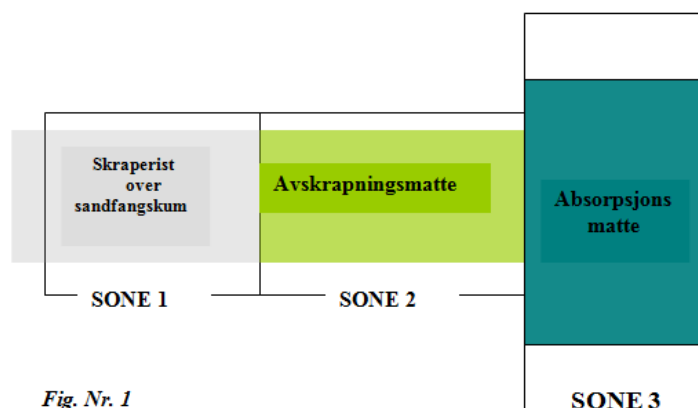 Skraperist
over
sandfangskum
Avskrapningsmatte
Absorpsjons
matte
SONE 1
SONE 2
SONE 3
Fig. Nr. 1